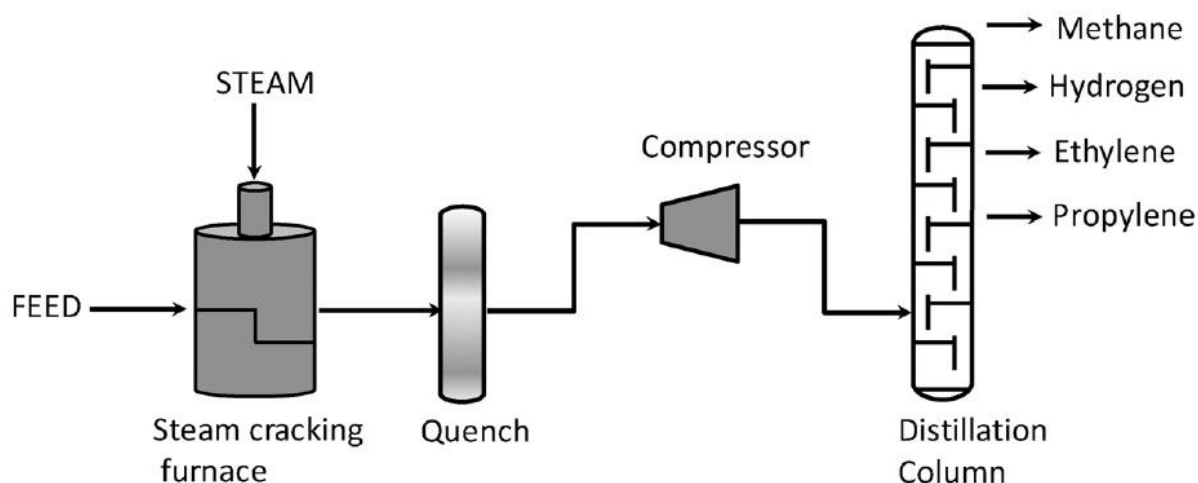 STEAM
FEED
Steam cracking
furnace
Quench
Compressor
Distillation
Column
Methane
Hydrogen
Ethylene
Propylene